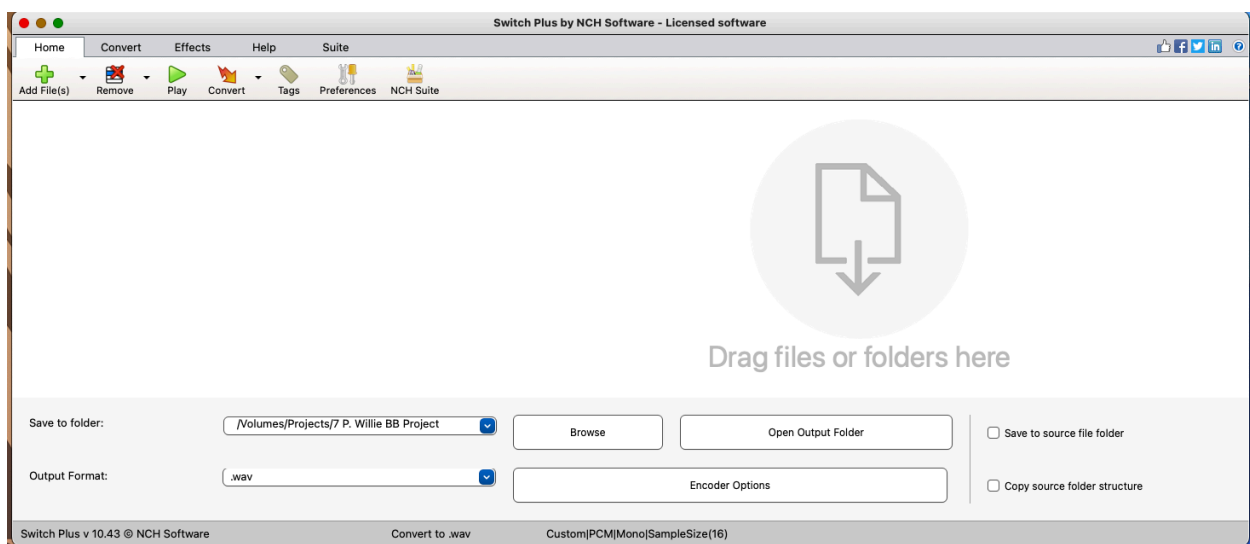 Switch Plus by NCH Software - Licensed software
Home Convert Effects Help Suite
Add File(s) Remove Play Convert Tags Preferences NCH Suite
Drag files or folders here
Save to folder: /Volumes/Projects/7 P. Willie BB Project Browse Open Output Folder Save to source file folder
Output Format: .wav Encoder Options Copy source folder structure
Switch Plus v 10.43 © NCH Software Convert to .wav Custom|PCM|Mono|SampleSize(16)